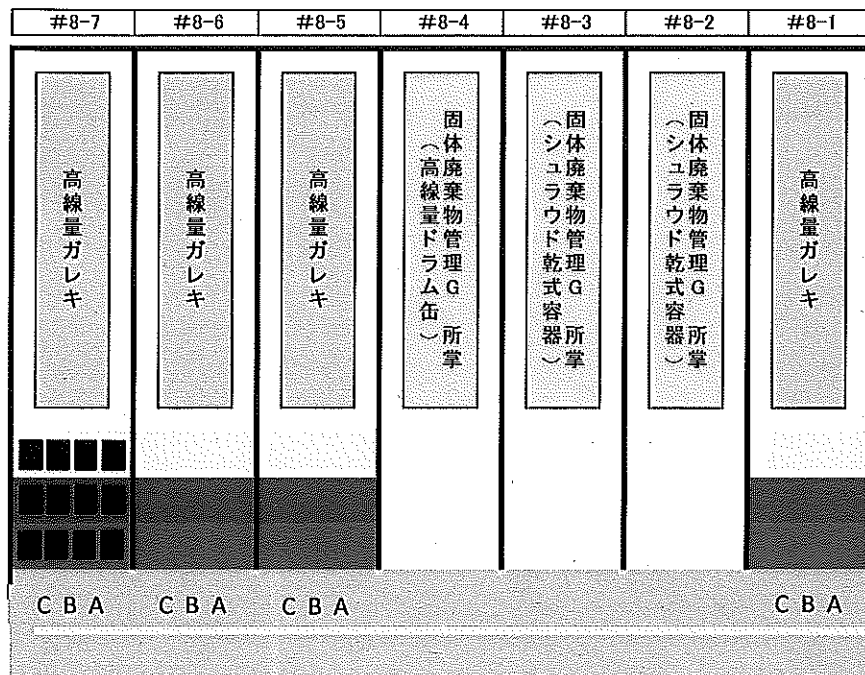 #8-7 #8-6 #8-5 #8-4 #8-3 #8-2 #8-1
高線量ガレキ
高線量ガレキ
高線量ガレキ
固体廃棄物管理G 所掌
(高線量ドラム缶)
固体廃棄物管理G 所掌
(シュラウド乾式容器)
固体廃棄物管理G 所掌
(シュラウド乾式容器)
高線量ガレキ
C B A C B A C B A C B A